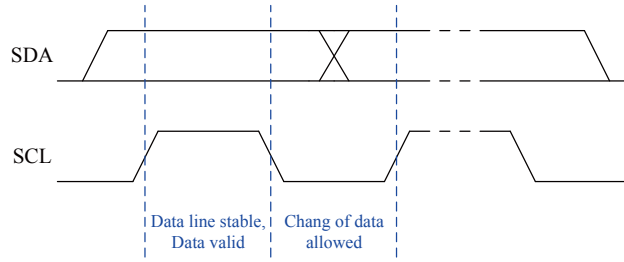 SDA
SCL
Data line stable,
Data valid
Chang of data
allowed